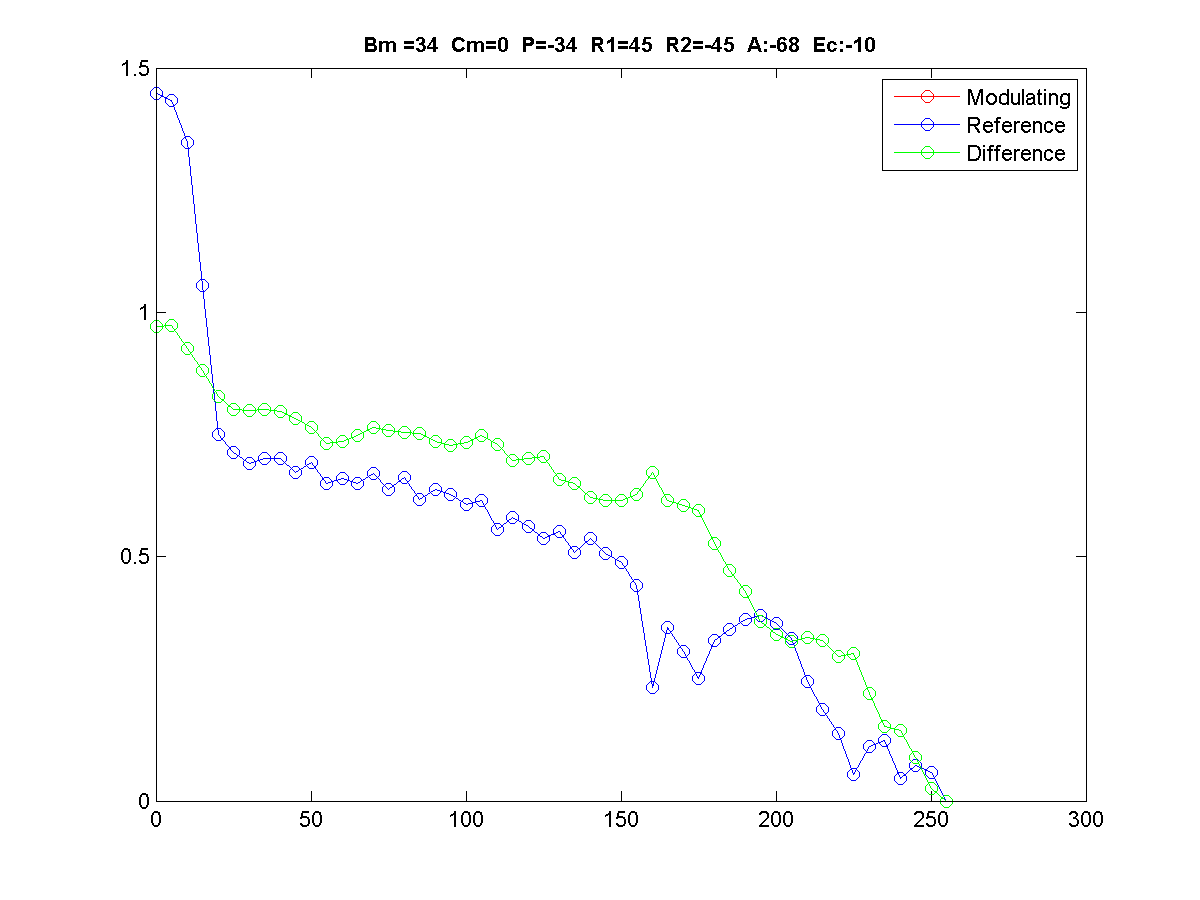 Bm =34 Cm=0 P=-34 R1=45 R2=-45 A:-68 Ec:-10
1.5
Modulating
Reference
Difference
1
0.5
0
0 50 100 150 200 250 300